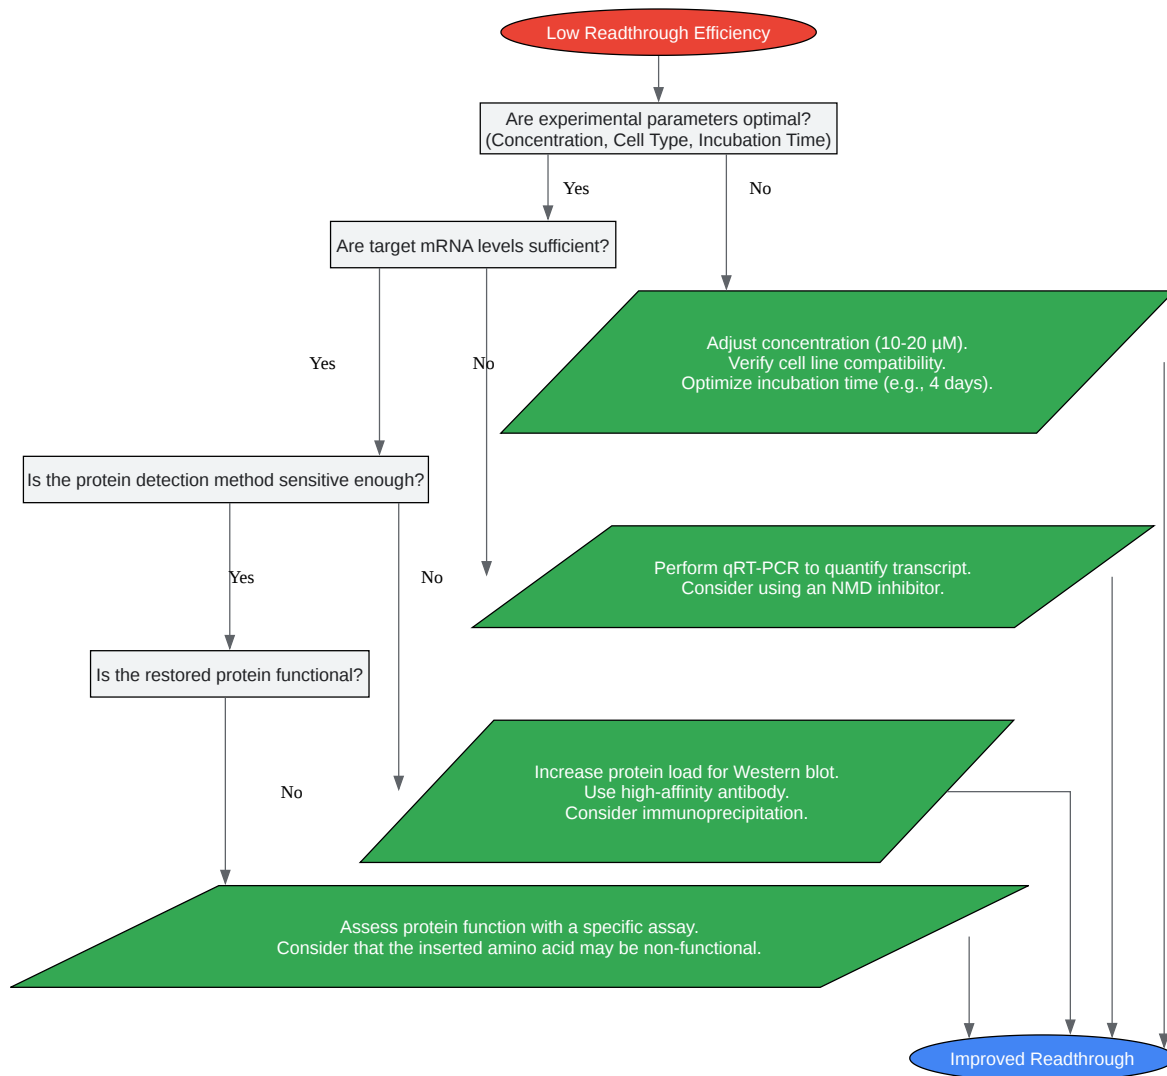 Low Readthrough Efficiency
Are experimental parameters optimal?
(Concentration, Cell Type, Incubation Time)
Yes
No
Are target mRNA levels sufficient?
Adjust concentration (10-20 µM).
Verify cell line compatibility.
Optimize incubation time (e.g., 4 days).
Yes
No
Is the protein detection method sensitive enough?
Perform qRT-PCR to quantify transcript.
Consider using an NMD inhibitor.
Yes
No
Is the restored protein functional?
Increase protein load for Western blot.
Use high-affinity antibody.
Consider immunoprecipitation.
No
Assess protein function with a specific assay.
Consider that the inserted amino acid may be non-functional.
Improved Readthrough